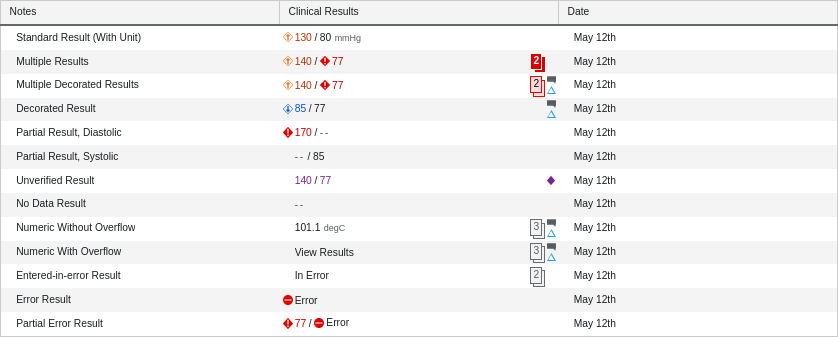 Notes Clinical Results Date
Standard Result (With Unit) 130 / 80 mmHg May 12th
Multiple Results 140 / 77 2 May 12th
Multiple Decorated Results 140 / 77 2 May 12th
Decorated Result 85 / 77 May 12th
Partial Result, Diastolic 170 / -- May 12th
Partial Result, Systolic -- / 85 May 12th
Unverified Result 140 / 77 May 12th
No Data Result -- May 12th
Numeric Without Overflow 101.1 degC 3 May 12th
Numeric With Overflow View Results 3 May 12th
Entered-in-error Result In Error 2 May 12th
Error Result Error May 12th
Partial Error Result 77 / Error May 12th